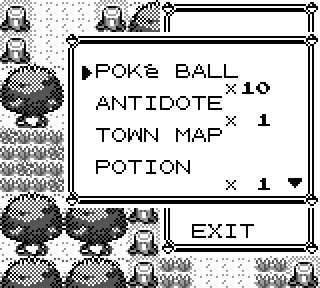 ▶POKé BALL
×10
ANTIDOTE
× 1
TOWN MAP
POTION
× 1 ▼
EXIT